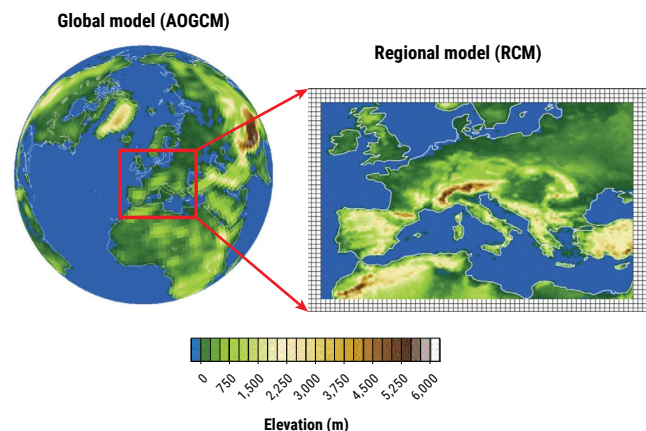 Global model (AOGCM)
Regional model (RCM)
0 750 1,500 2,250 3,000 3,750 4,500 5,250 6,000
Elevation (m)